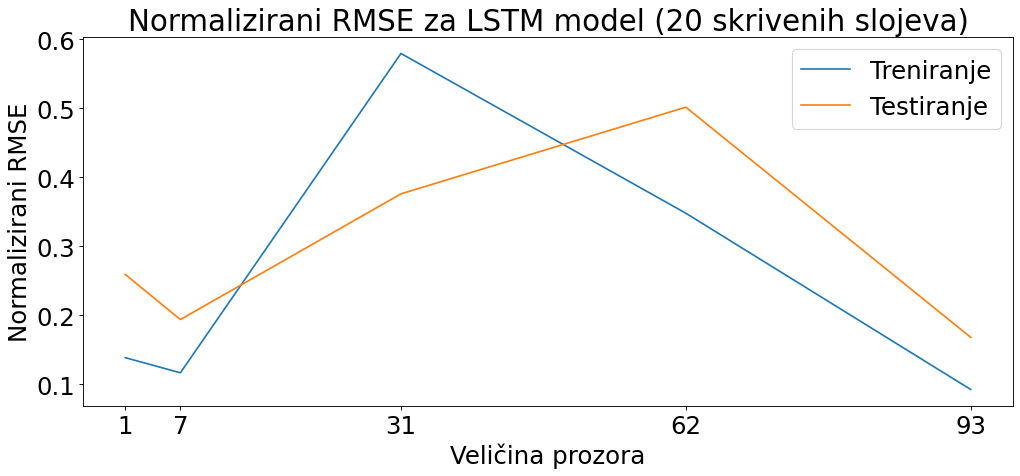 Normalizirani RMSE za LSTM model (20 skrivenih slojeva)
Treniranje
Testiranje
Normalizirani RMSE
0.6
0.5
0.4
0.3
0.2
0.1
1 7 31 62 93
Veličina prozora